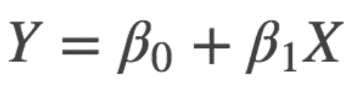 Y = β₀ + β₁X